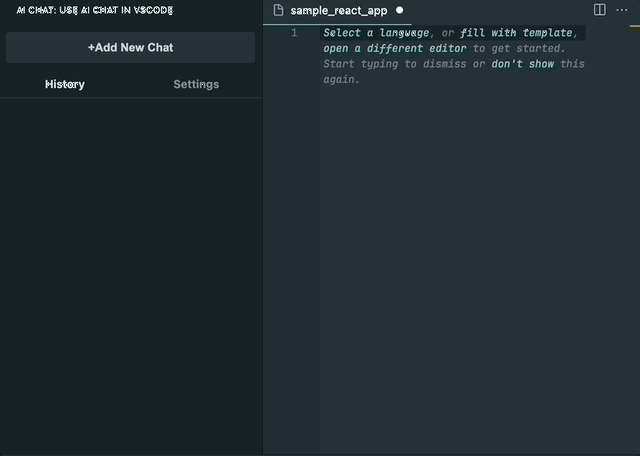 AI CHAT: USE AI CHAT IN VSCODE
+Add New Chat
History
Settings
sample_react_app
1
Select a language, or fill with template,
open a different editor to get started.
Start typing to dismiss or don't show this
again.